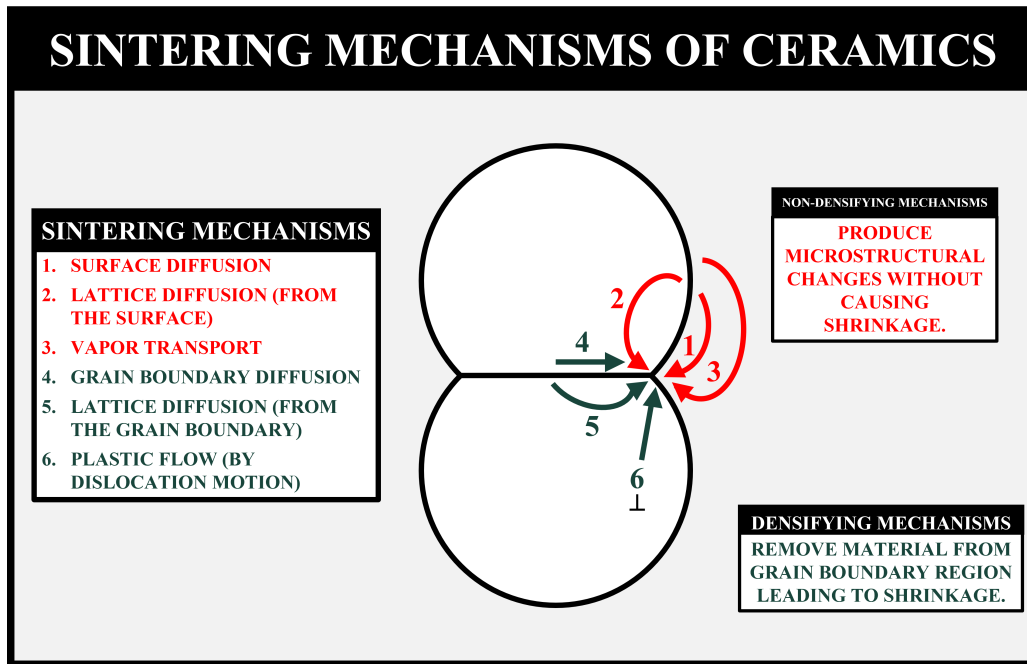 SINTERING MECHANISMS OF CERAMICS
SINTERING MECHANISMS
1. SURFACE DIFFUSION
2. LATTICE DIFFUSION (FROM
THE SURFACE)
3. VAPOR TRANSPORT
4. GRAIN BOUNDARY DIFFUSION
5. LATTICE DIFFUSION (FROM
THE GRAIN BOUNDARY)
6. PLASTIC FLOW (BY
DISLOCATION MOTION)
2
1
3
4
5
6
⊥
NON-DENSIFYING MECHANISMS
PRODUCE
MICROSTRUCTURAL
CHANGES WITHOUT
CAUSING
SHRINKAGE.
DENSIFYING MECHANISMS
REMOVE MATERIAL FROM
GRAIN BOUNDARY REGION
LEADING TO SHRINKAGE.